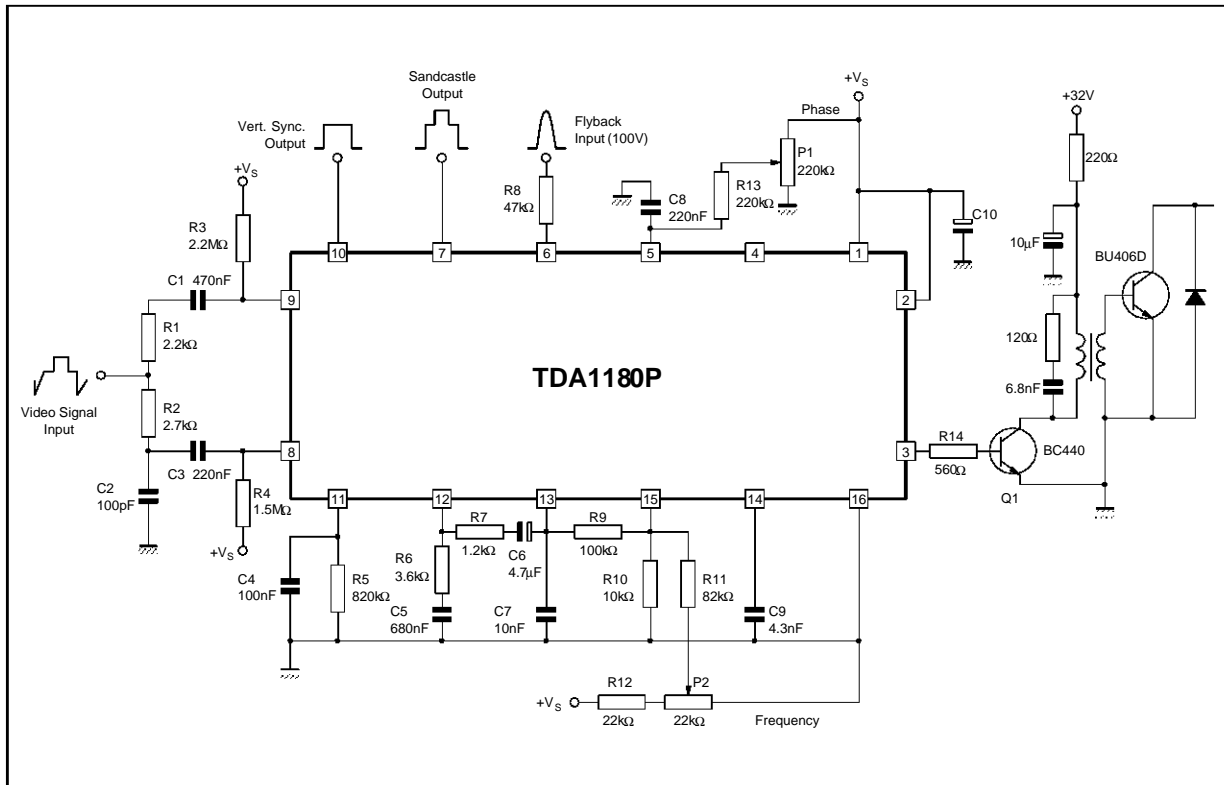 Sandcastle
Output
Vert. Sync.
Output
Flyback
Input (100V)
+VS
Phase
+32V
+VS
R3
2.2MΩ
R8
47kΩ
C8
220nF
R13
220kΩ
P1
220kΩ
C10
220Ω
10µF
BU406D
10
7
6
5
4
1
C1 470nF
9
2
R1
2.2kΩ
Video Signal
Input
R2
2.7kΩ
TDA1180P
120Ω
6.8nF
C3 220nF
8
3
R14
560Ω
BC440
Q1
C2
100pF
R4
1.5MΩ
+VS
11
12
13
15
14
16
R7
1.2kΩ
C6
4.7µF
R9
100kΩ
C4
100nF
R5
820kΩ
R6
3.6kΩ
C5
680nF
C7
10nF
R10
10kΩ
R11
82kΩ
C9
4.3nF
+VS
R12
22kΩ
P2
22kΩ
Frequency